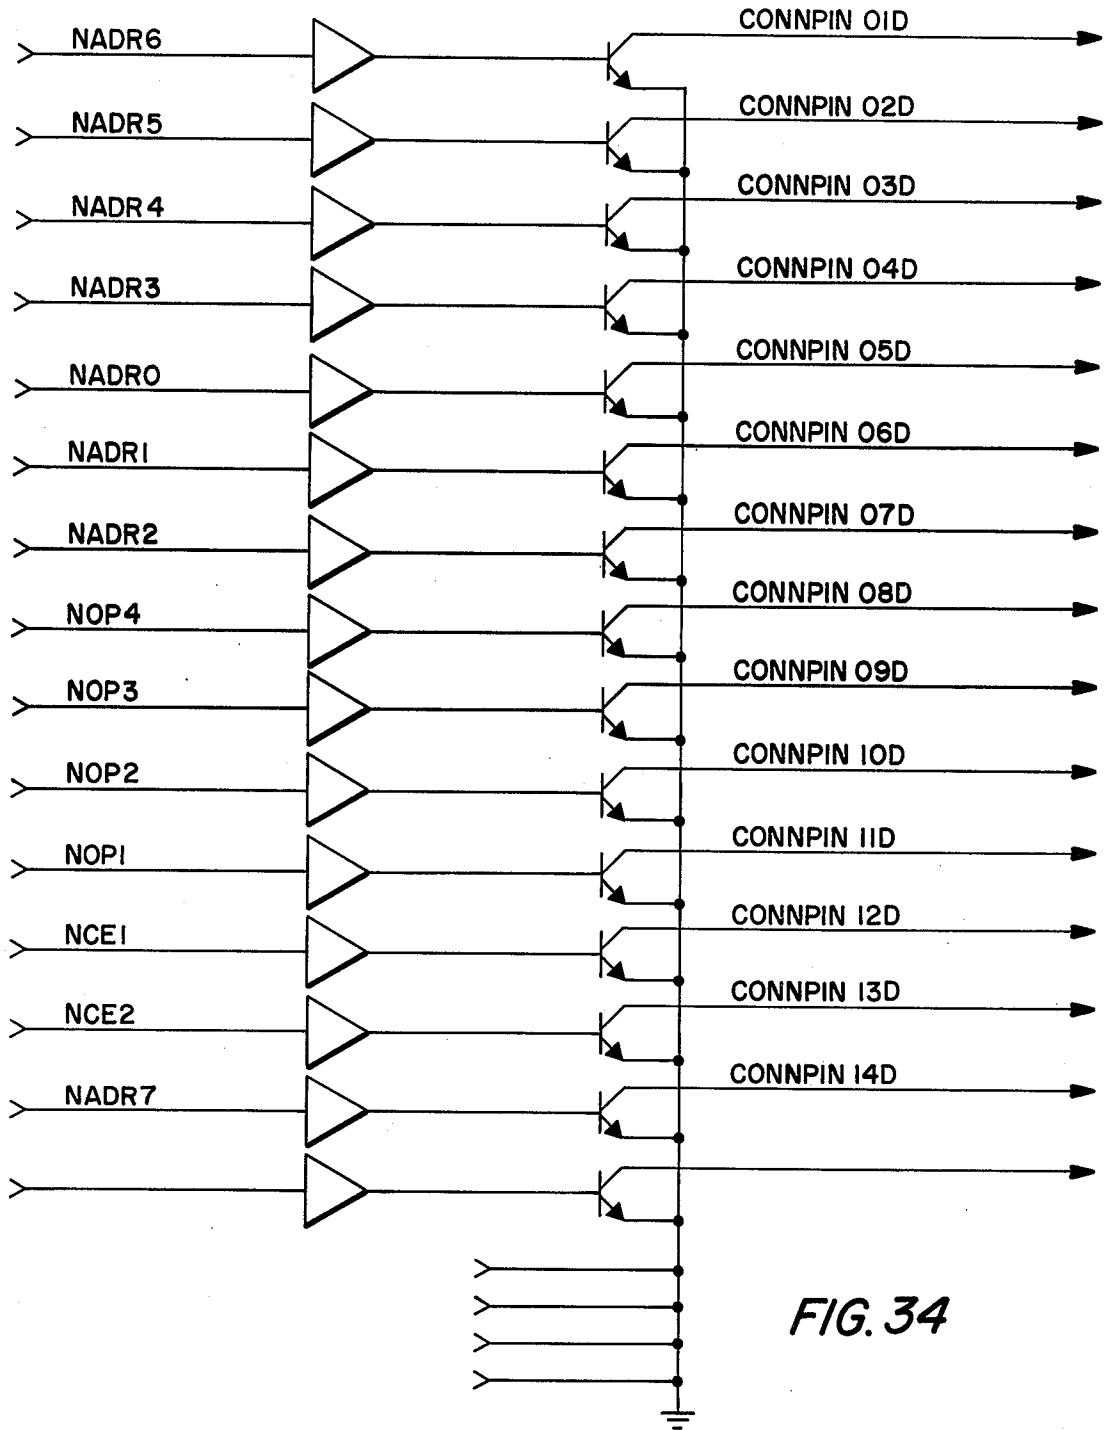 NADR6 CONNPIN 01D
NADR5 CONNPIN 02D
NADR4 CONNPIN 03D
NADR3 CONNPIN 04D
NADR0 CONNPIN 05D
NADR1 CONNPIN 06D
NADR2 CONNPIN 07D
NOP4 CONNPIN 08D
NOP3 CONNPIN 09D
NOP2 CONNPIN 10D
NOP1 CONNPIN 11D
NCE1 CONNPIN 12D
NCE2 CONNPIN 13D
NADR7 CONNPIN 14D
FIG. 34